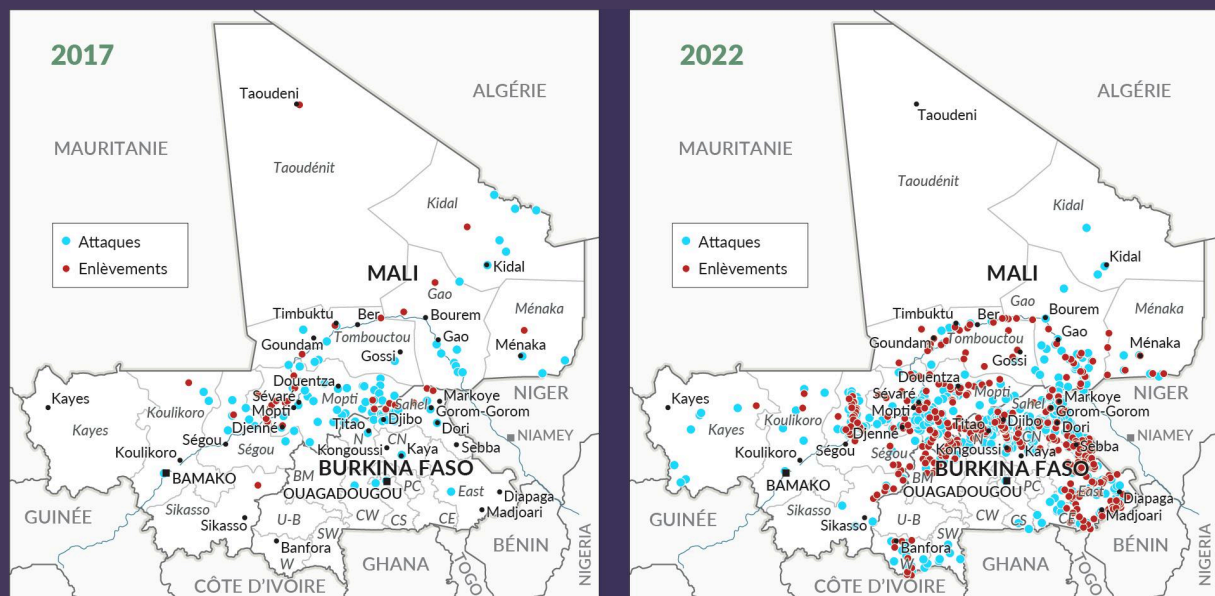 2017
ALGÉRIE
MAURITANIE
Taoudeni
Taoudénit
Kidal
Attaques
Enlèvements
Kidal
MALI
Gao
Ménaka
Timbuktu
Ber
Bourem
Tombouctou
Goundam
Gao
Gossi
Ménaka
Douentza
NIGER
Kayes
Sévaré
Mopti
Markoye
Koulikoro
Mopti
Sahel
Gorom-Gorom
Kayes
Djenné
Titao
Djibo
Dori
NIAMEY
Ségou
Ségou
N
CN
Sebba
Koulikoro
Kongoussi
Kaya
BURKINA FASO
BAMAKO
BM
PC
OUAGADOUGOU
East
Diapaga
Sikasso
Madjoari
GUINÉE
Sikasso
U-B
CW
CS
CE
SW
Banfora
BÉNIN
W
GHANA
TOGO
NIGERIA
CÔTE D’IVOIRE
2022
ALGÉRIE
MAURITANIE
Taoudeni
Taoudénit
Kidal
Attaques
Enlèvements
Kidal
MALI
Gao
Ménaka
Timbuktu
Ber
Bourem
Tombouctou
Goundam
Gao
Gossi
Ménaka
Douentza
NIGER
Kayes
Sévaré
Mopti
Markoye
Koulikoro
Mopti
Sahel
Gorom-Gorom
Kayes
Djenné
Titao
Djibo
Dori
NIAMEY
Ségou
Ségou
N
CN
Sebba
Koulikoro
Kongoussi
Kaya
BURKINA FASO
BAMAKO
BM
PC
OUAGADOUGOU
East
Diapaga
Sikasso
Madjoari
GUINÉE
Sikasso
U-B
CW
CS
CE
SW
Banfora
BÉNIN
W
GHANA
TOGO
NIGERIA
CÔTE D’IVOIRE